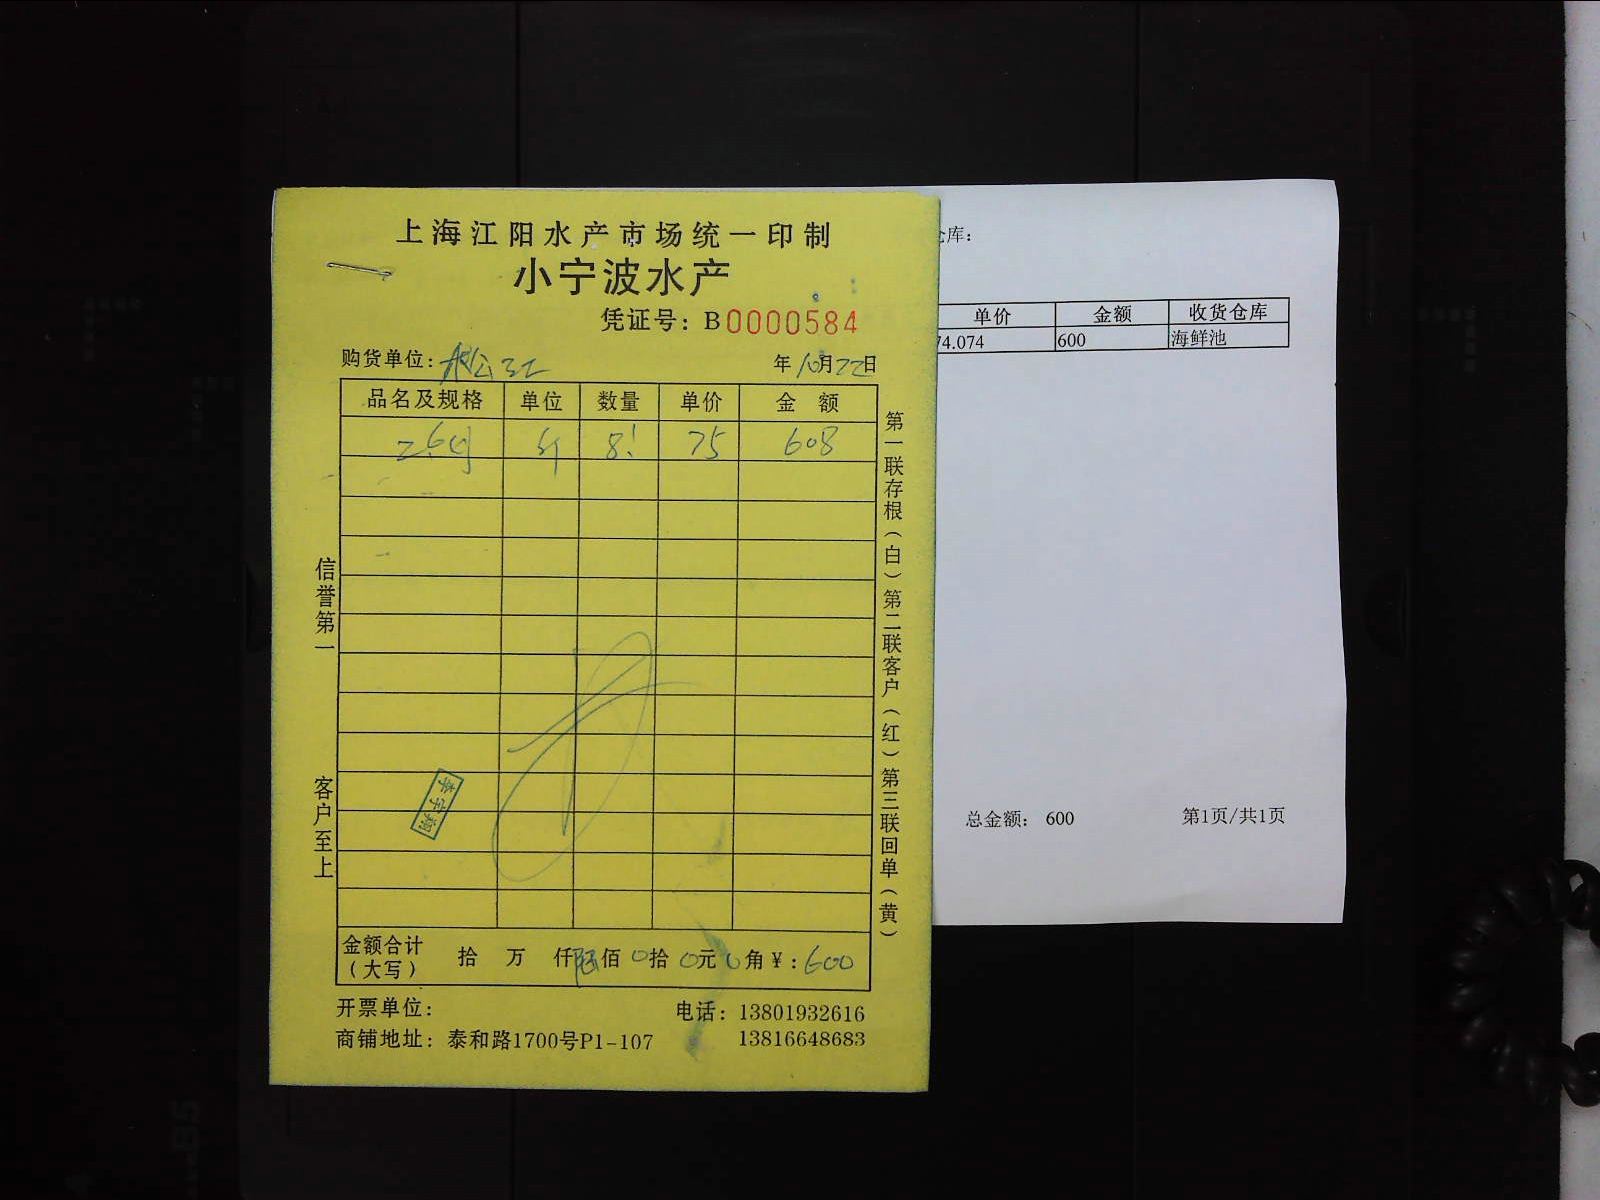 上海江阳水产市场统一印制
小宁波水产
凭证号：B0000584
购货单位：
年10月22日
品名及规格 单位 数量 单价 金额
斤 8! 75 608
信誉第一
客户至上
第一联存根（白）第二联客户（红）第三联回单（黄）
李宇翔
金额合计（大写） 拾 万 仟陆佰0拾0元0角¥：600
开票单位：
电话：13801932616
商铺地址：泰和路1700号P1-107
13816648683
库：
单价 金额 收货仓库
74.074 600 海鲜池
总金额： 600 第1页/共1页